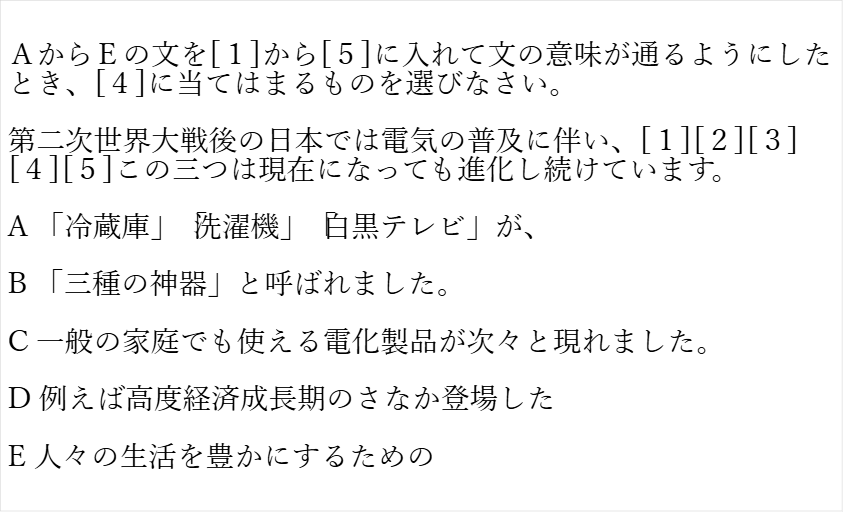 ＡからＥの文を[１]から[５]に入れて文の意味が通るようにした
とき、[４]に当てはまるものを選びなさい。
第二次世界大戦後の日本では電気の普及に伴い、[１][２][３]
[４][５]この三つは現在になっても進化し続けています。
A 「冷蔵庫」「洗濯機」「白黒テレビ」が、
B 「三種の神器」と呼ばれました。
C 一般の家庭でも使える電化製品が次々と現れました。
D 例えば高度経済成長期のさなか登場した
E 人々の生活を豊かにするための